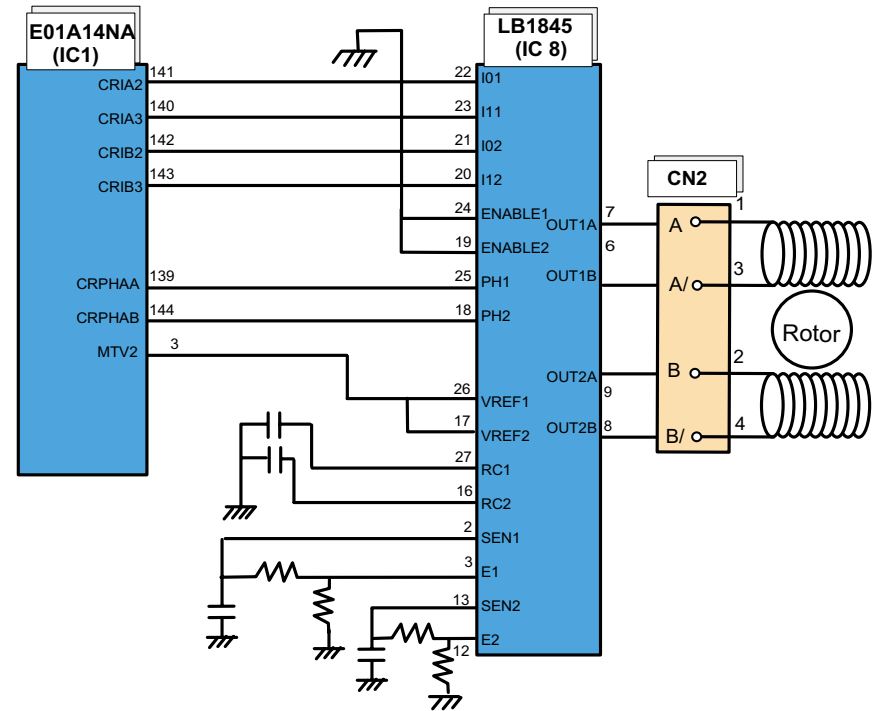 E01A14NA
(IC1)
LB1845
(IC 8)
CN2
CRIA2
141
22
I01
CRIA3
140
23
I11
CRIB2
142
21
I02
CRIB3
143
20
I12
24
ENABLE1
OUT1A
7
A
1
19
ENABLE2
6
CRPHAA
139
25
PH1
OUT1B
A/
3
CRPHAB
144
18
PH2
Rotor
MTV2
3
26
VREF1
OUT2A
9
B
2
17
VREF2
OUT2B
8
B/
4
27
RC1
16
RC2
2
SEN1
3
E1
13
SEN2
12
E2